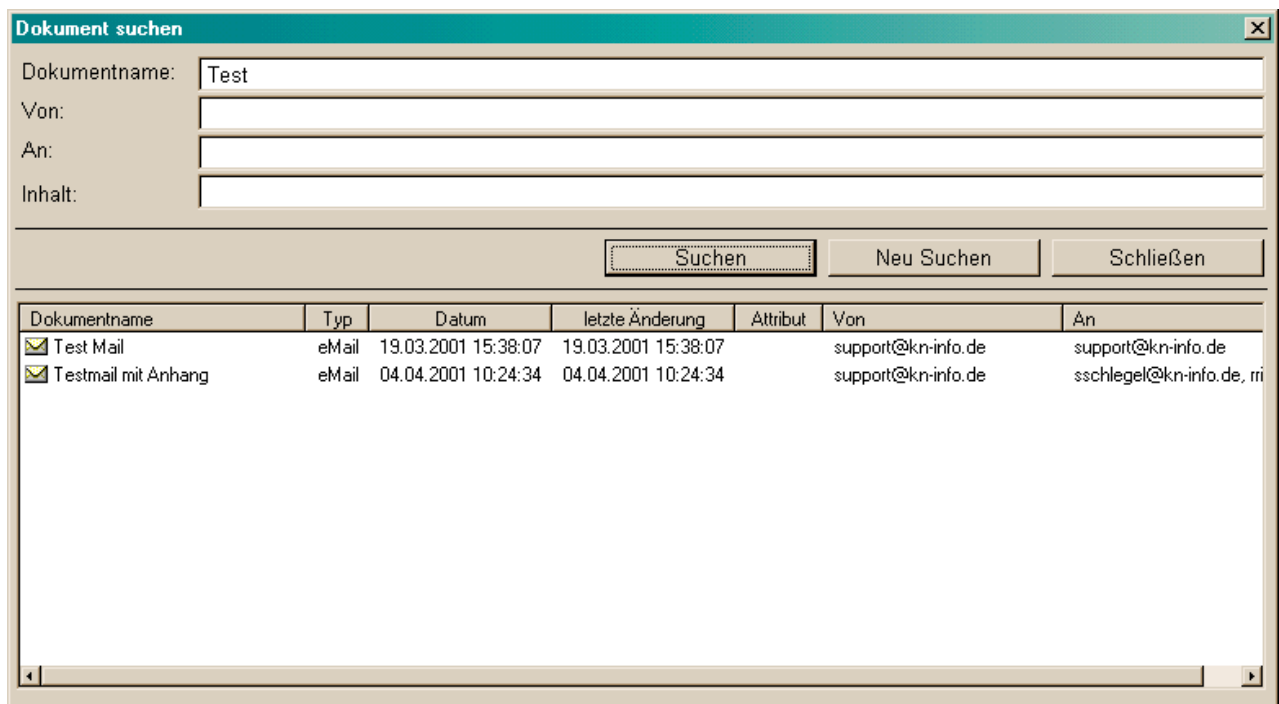 Dokument suchen
Dokumentname: Test
Von:
An:
Inhalt:
Suchen Neu Suchen Schließen
Dokumentname Typ Datum letzte Änderung Attribut Von An
Test Mail eMail 19.03.2001 15:38:07 19.03.2001 15:38:07 support@kn-info.de support@kn-info.de
Testmail mit Anhang eMail 04.04.2001 10:24:34 04.04.2001 10:24:34 support@kn-info.de sschlegel@kn-info.de,